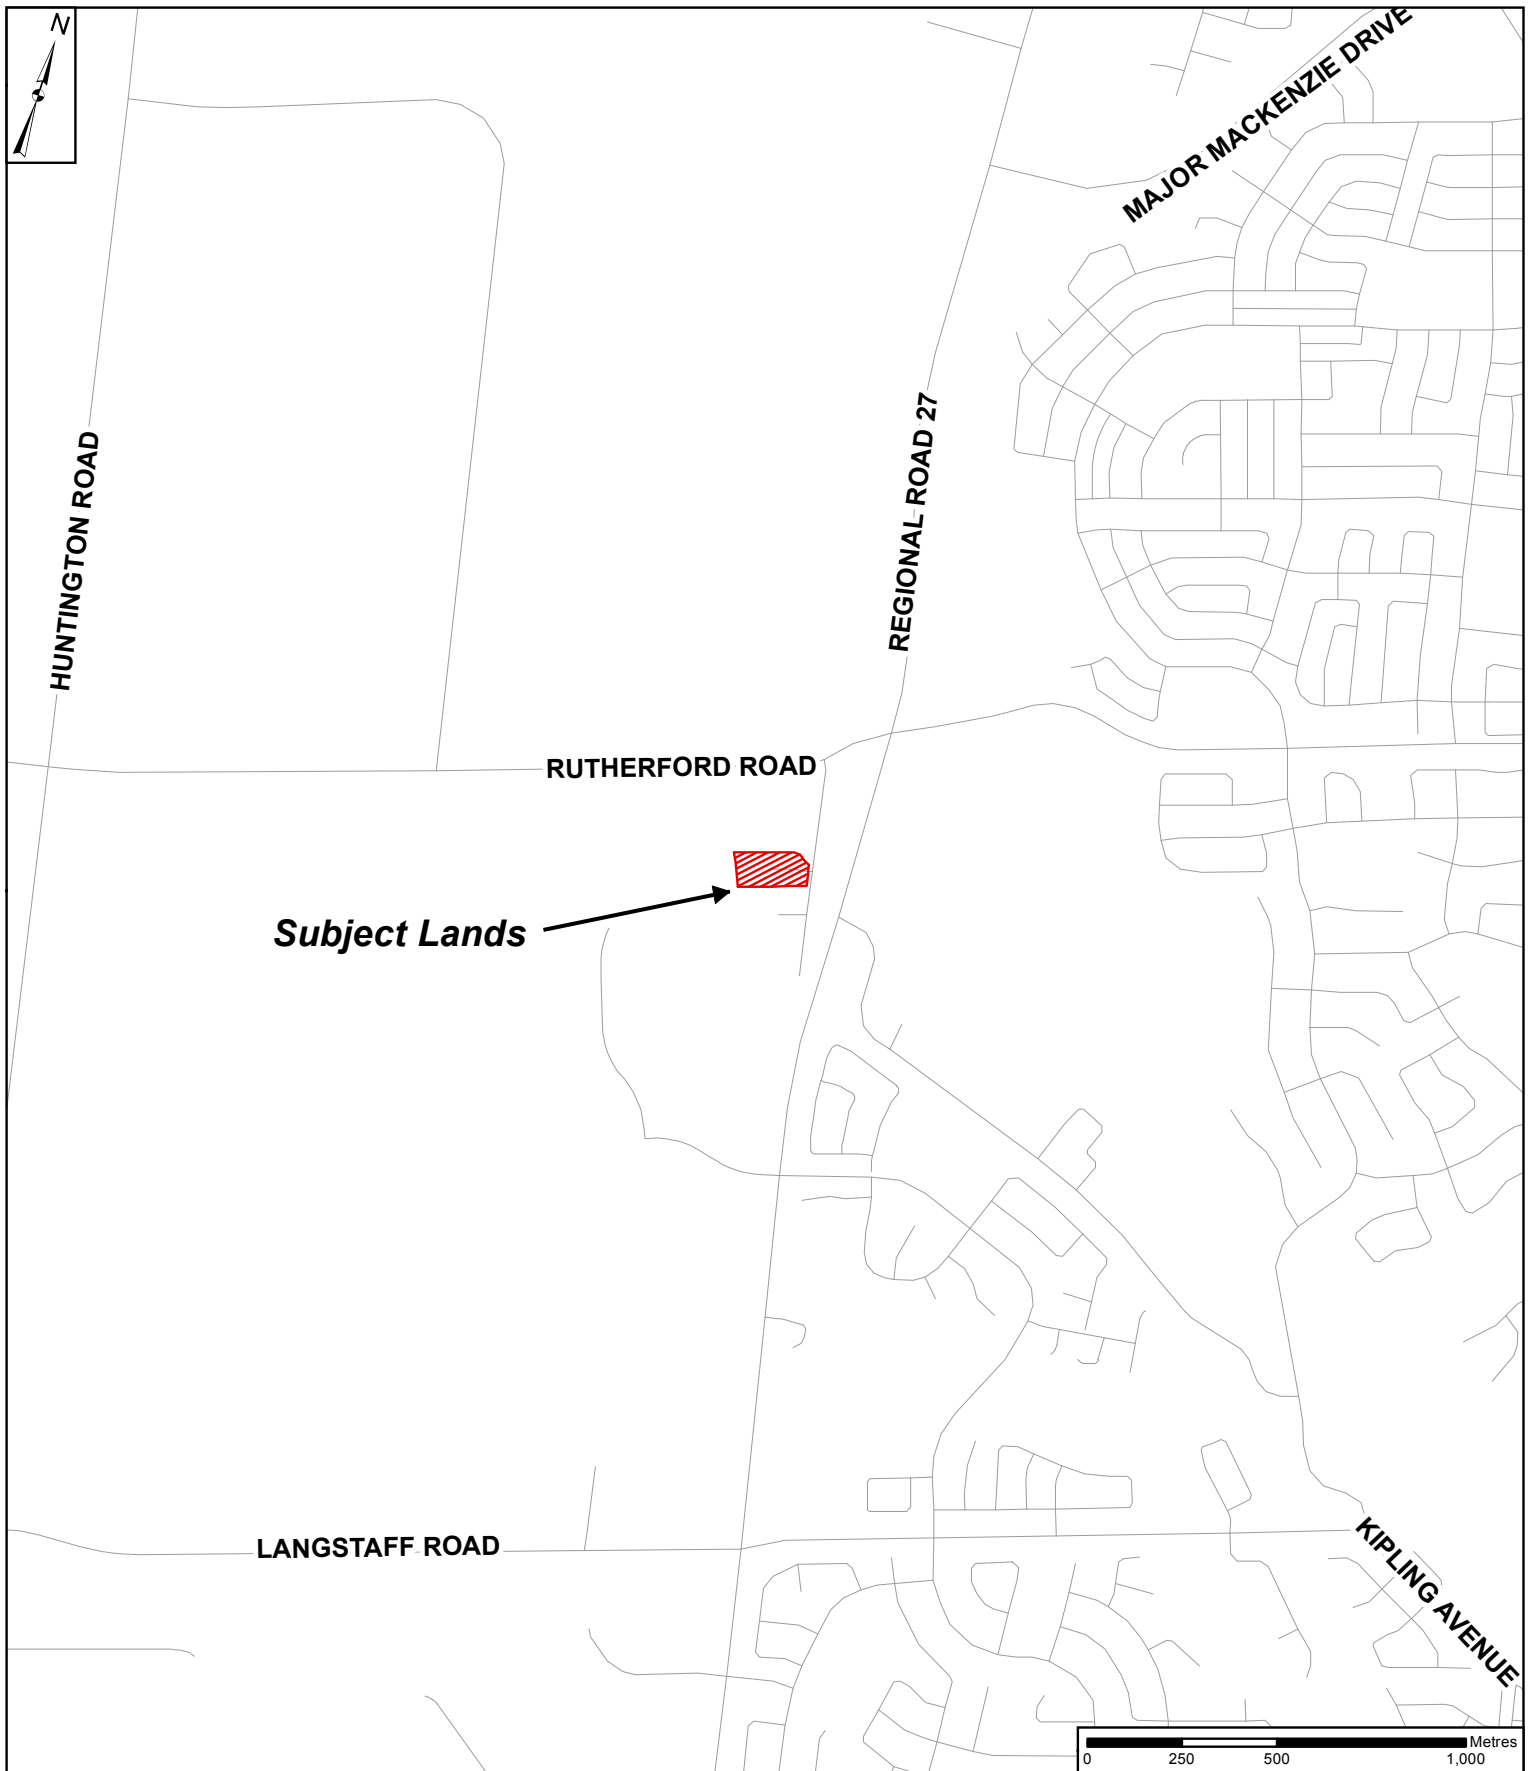 N
MAJOR MACKENZIE DRIVE
HUNTINGTON ROAD
REGIONAL ROAD 27
RUTHERFORD ROAD
Subject Lands
LANGSTAFF ROAD
KIPLING AVENUE
Metres
0 250 500 1,000